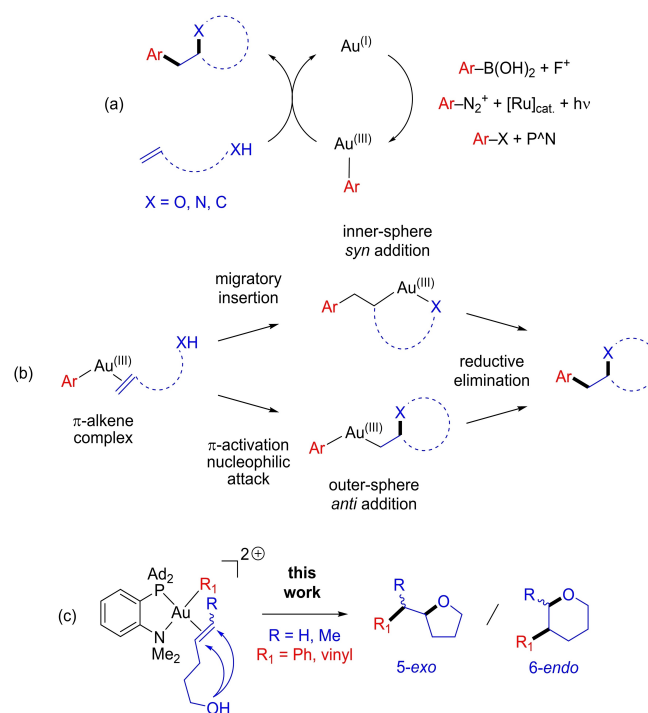 X
Ar
Au(I)
Ar–B(OH)2 + F+
(a)
Ar–N2+ + [Ru]cat. + hν
Au(III)
XH
Ar–X + P^N
Ar
X = O, N, C
inner-sphere
syn addition
migratory
insertion
Au(III)
Ar
X
XH
(b)
Au(III)
Ar
reductive
elimination
X
Ar
π-alkene
complex
π-activation
nucleophilic
attack
X
Au(III)
Ar
outer-sphere
anti addition
2⊕
Ad2
P
R1
R
Au
(c)
N
Me2
OH
this
work
R = H, Me
R1 = Ph, vinyl
R
O
R1
5-exo
/
R
O
R1
6-endo